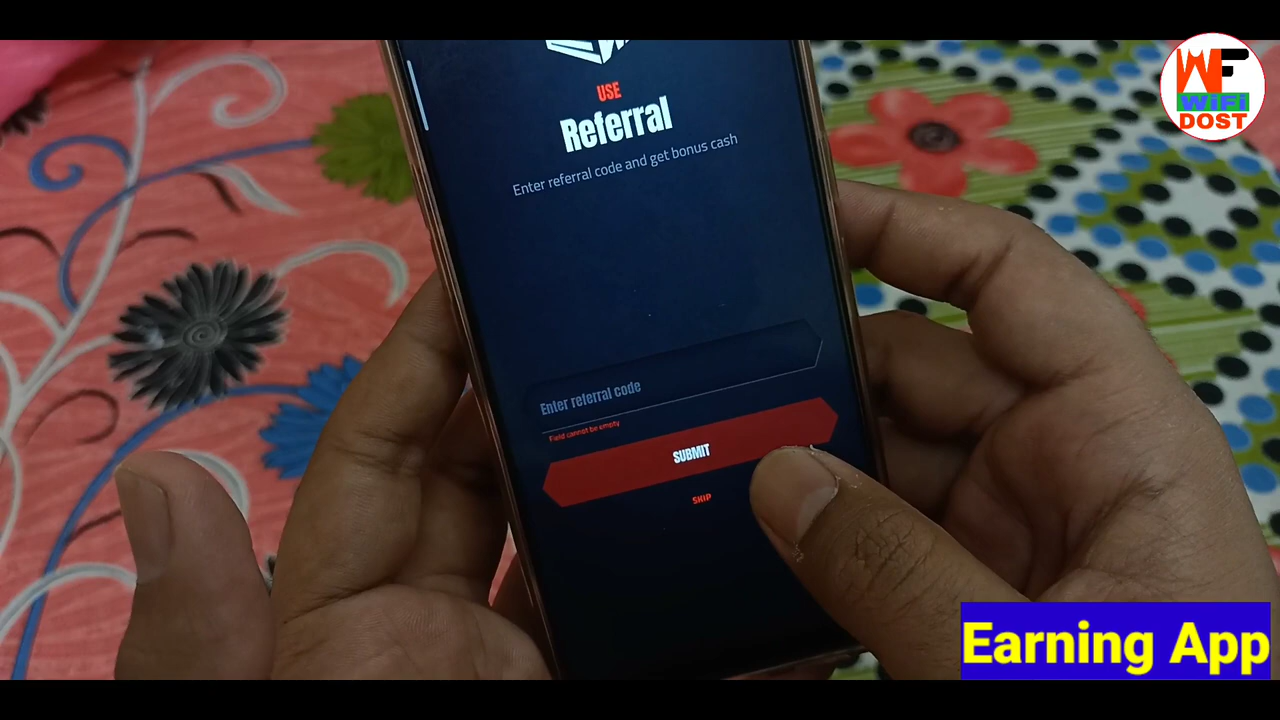 WF
WiFi
DOST
USE
Referral
Enter referral code and get bonus cash
Enter referral code
Field cannot be empty
SUBMIT
SKIP
Earning App